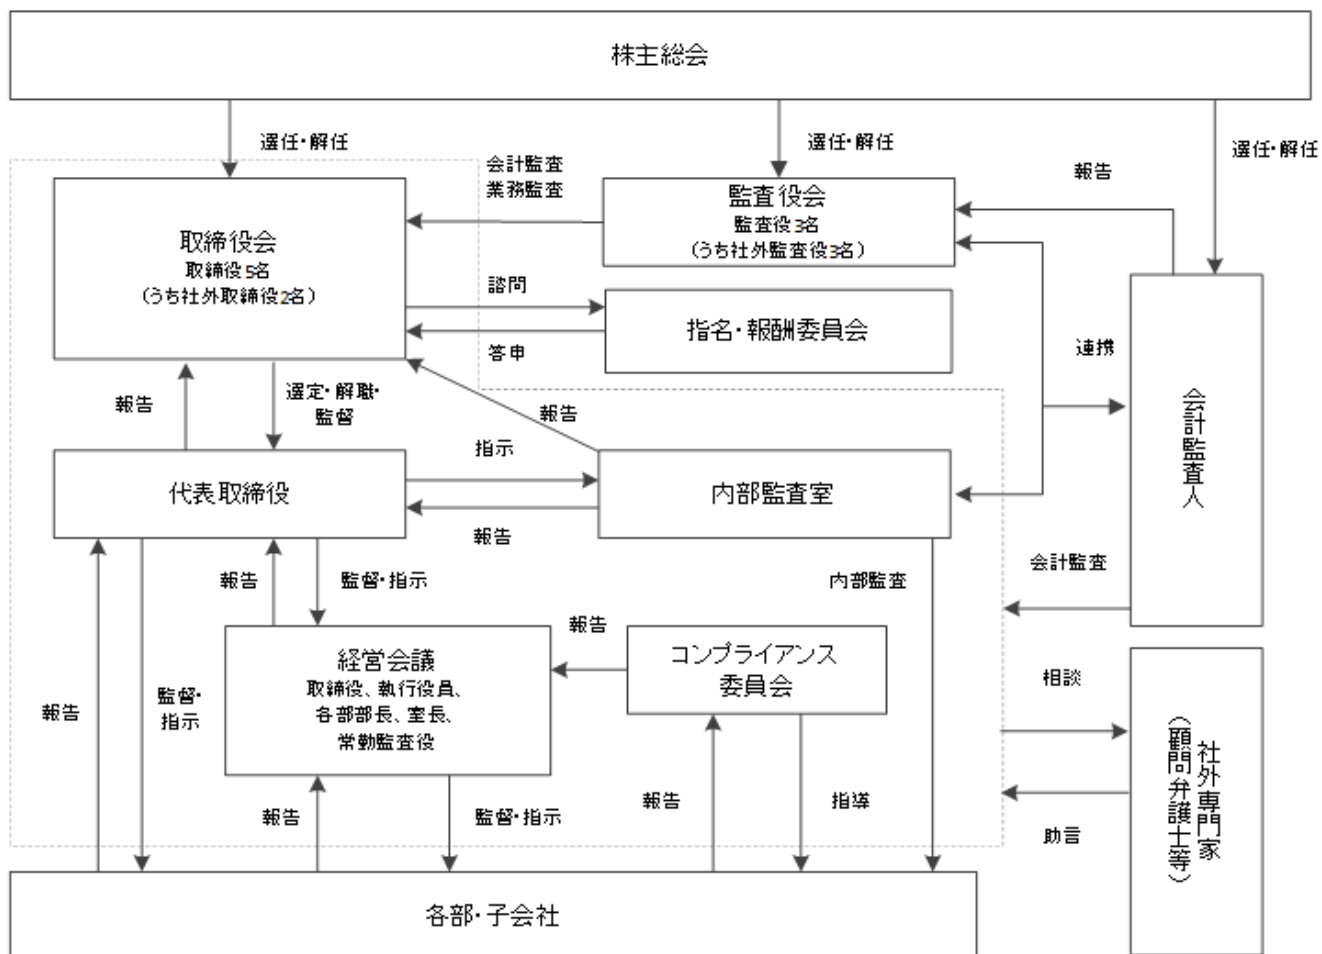 株主総会
選任・解任
選任・解任
選任・解任
会計監査
業務監査
報告
取締役会
取締役5名
(うち社外取締役2名)
監査役会
監査役3名
(うち社外監査役3名)
諮問
答申
指名・報酬委員会
連携
会計監査人
報告
選定・解職・
監督
報告
指示
代表取締役
内部監査室
報告
報告
監督・指示
内部監査
会計監査
報告
経営会議
取締役、執行役員、
各部部長、室長、
常勤監査役
コンプライアンス
委員会
報告
監督・
指示
相談
社外専門家
(顧問弁護士等)
報告
監督・指示
報告
指導
助言
各部・子会社